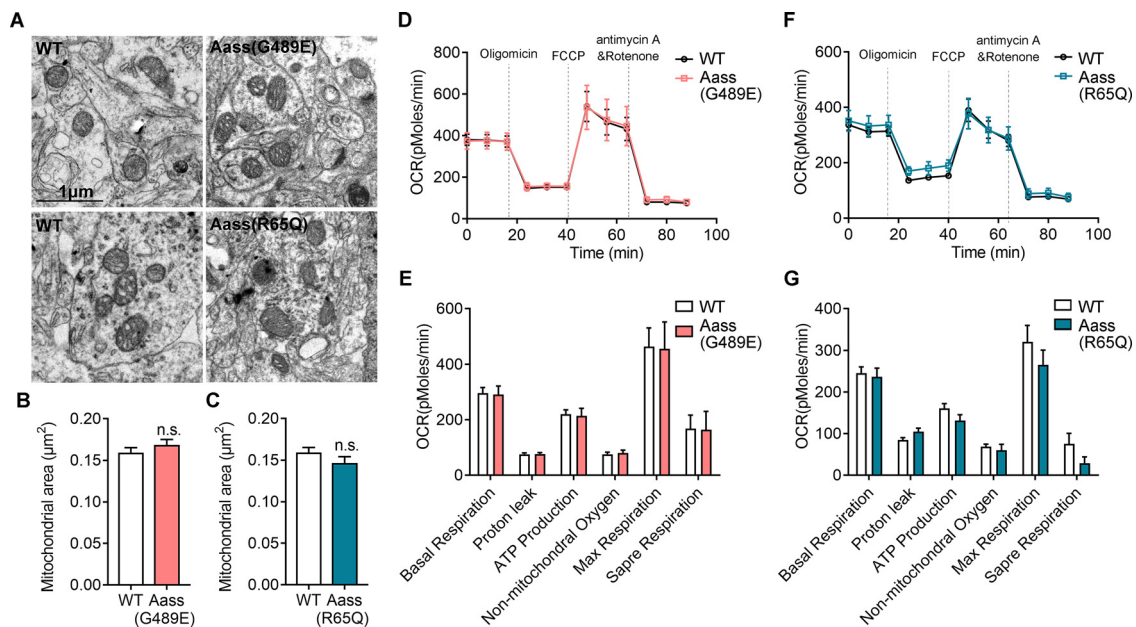 A
WT
Aass(G489E)
1µm
WT
Aass(R65Q)
B
Mitochondrial area (µm²)
0.20
0.15
0.10
0.05
0.00
n.s.
WT Aass
(G489E)
C
Mitochondrial area (µm²)
0.20
0.15
0.10
0.05
0.00
n.s.
WT Aass
(R65Q)
D
OCR(pMoles/min)
800
600
400
200
0
Oligomicin
FCCP
antimycin A
&Rotenone
WT
Aass
(G489E)
0 20 40 60 80 100
Time (min)
E
OCR(pMoles/min)
600
400
200
0
WT
Aass
(G489E)
Basal Respiration
Proton leak
ATP Production
Non-mitochondrial Oxygen
Max Respiration
Sapre Respiration
F
OCR(pMoles/min)
600
400
200
0
Oligomicin
FCCP
antimycin A
&Rotenone
WT
Aass
(R65Q)
0 20 40 60 80 100
Time (min)
G
OCR(pMoles/min)
400
300
200
100
0
WT
Aass
(R65Q)
Basal Respiration
Proton leak
ATP Production
Non-mitochondrial Oxygen
Max Respiration
Sapre Respiration